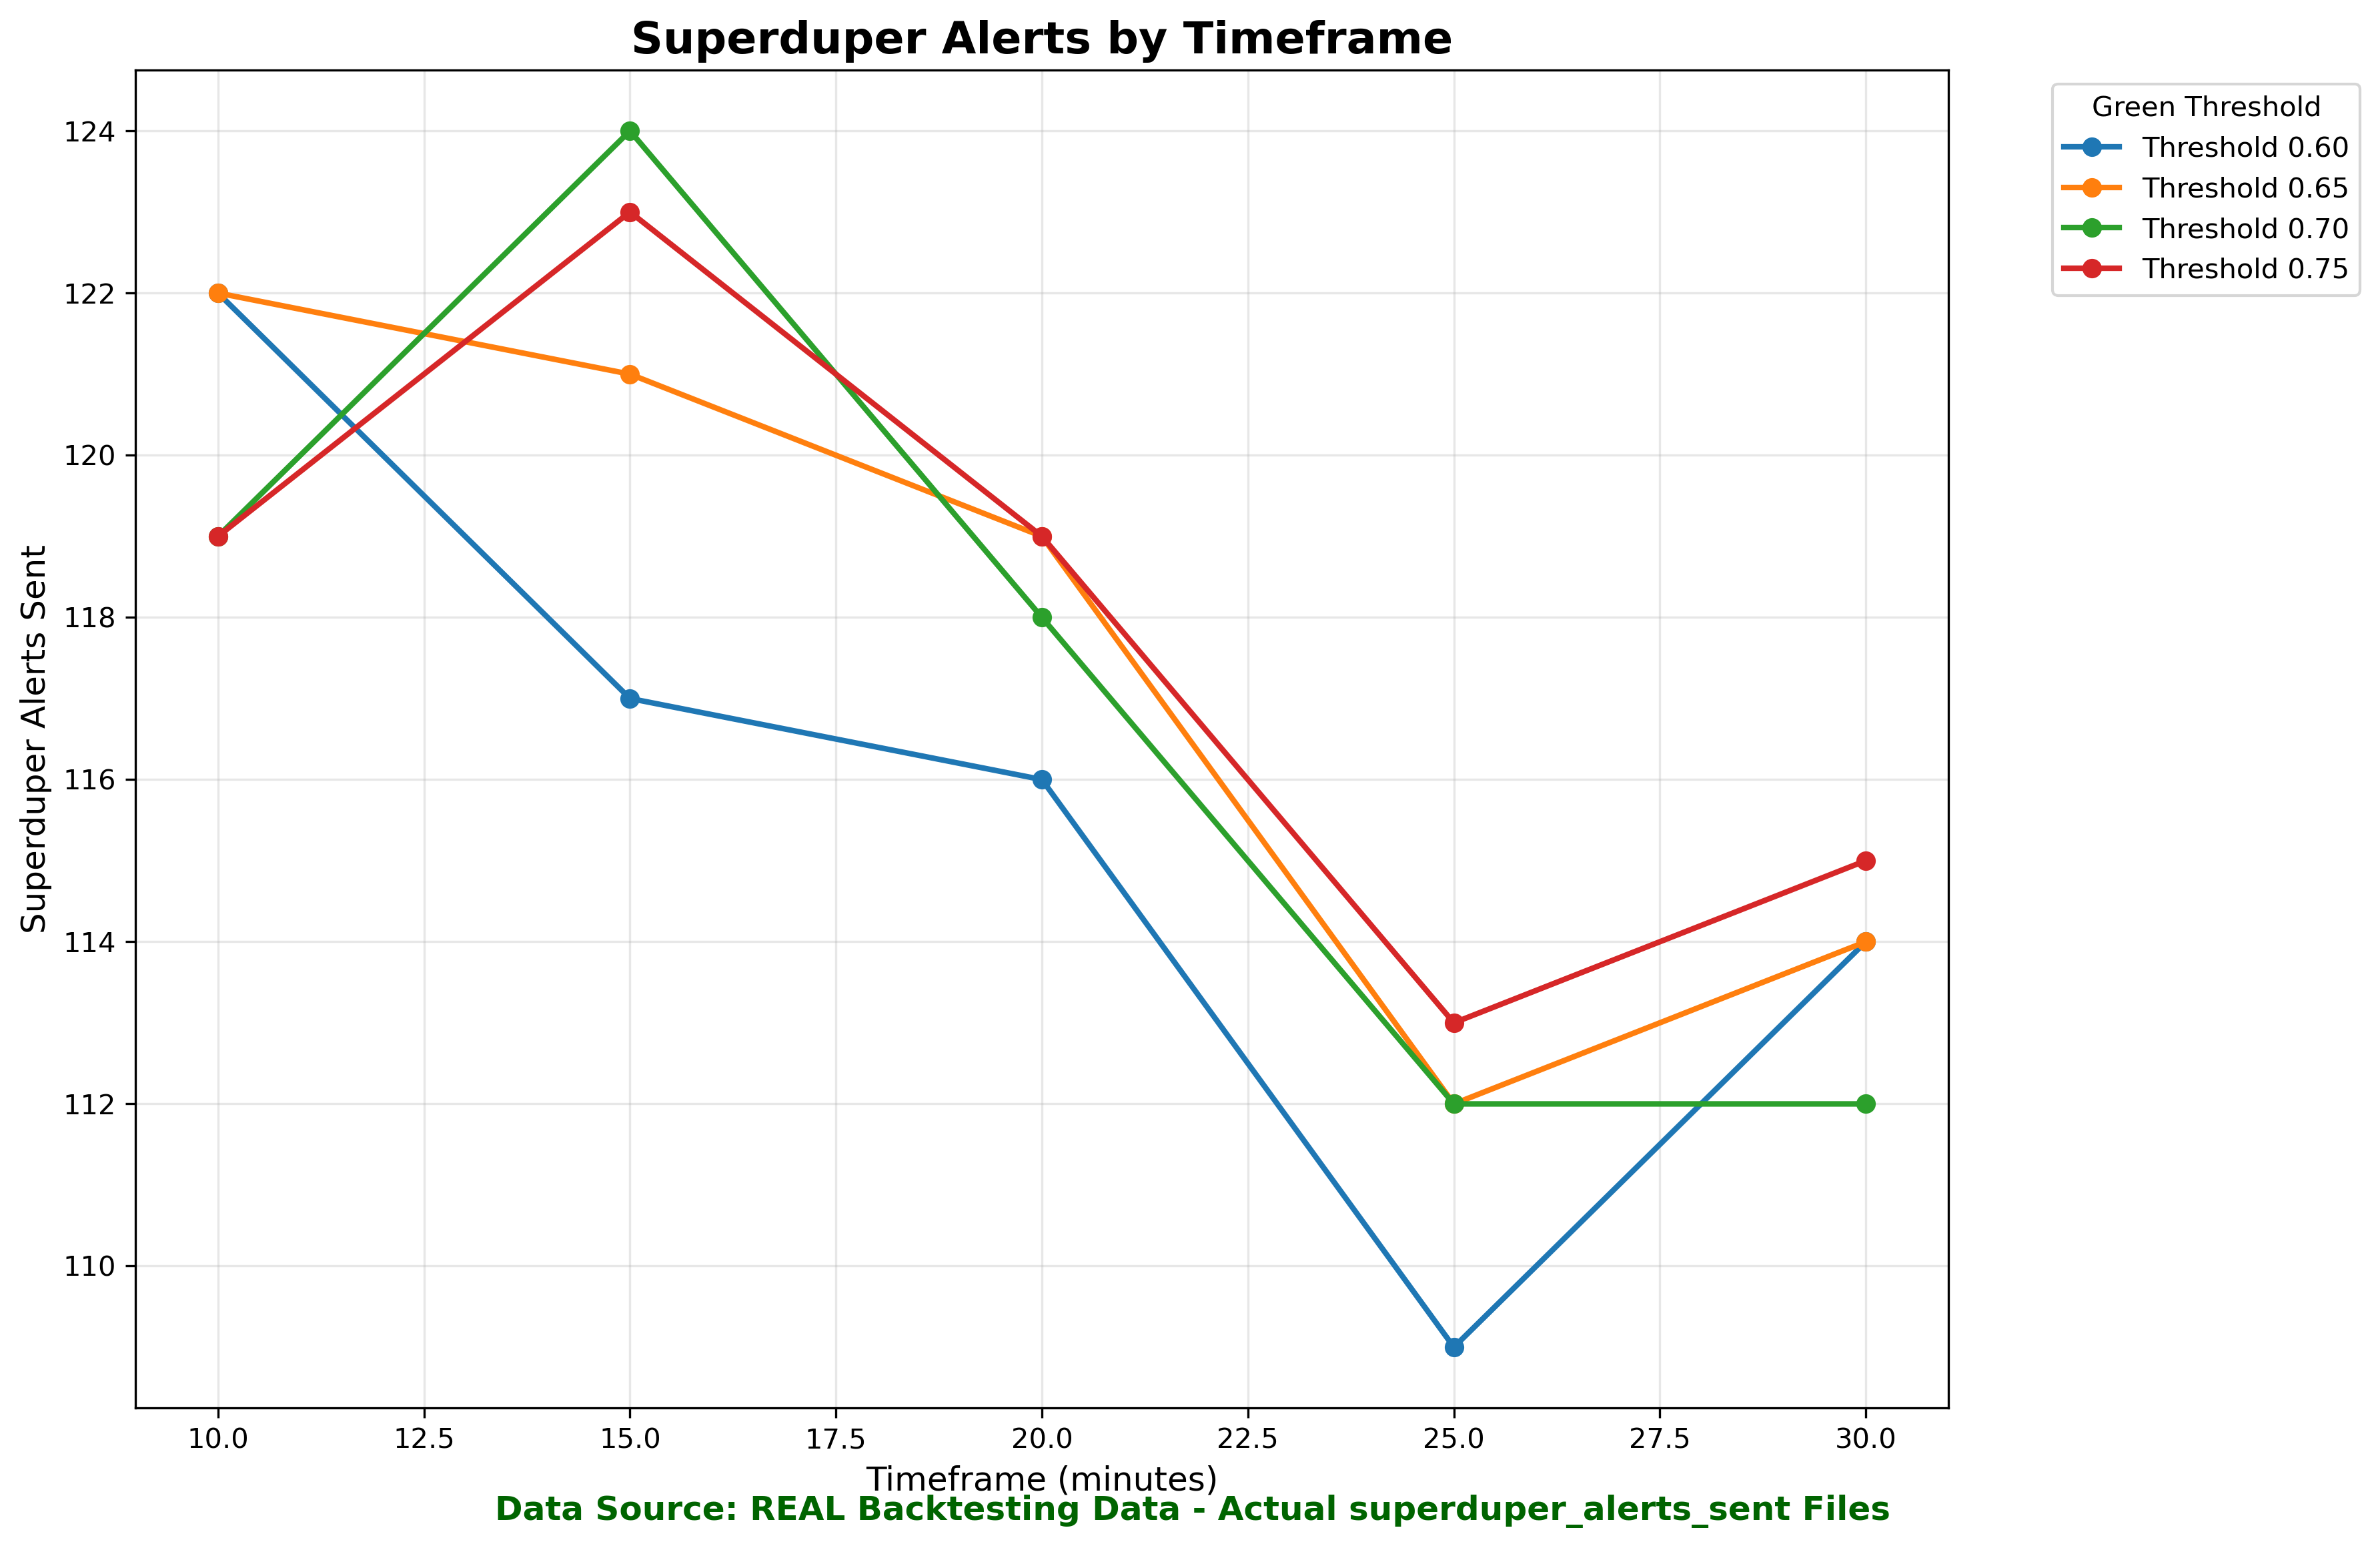 Superduper Alerts by Timeframe
Green Threshold
Threshold 0.60
Threshold 0.65
Threshold 0.70
Threshold 0.75
Superduper Alerts Sent
124
122
120
118
116
114
112
110
10.0 12.5 15.0 17.5 20.0 22.5 25.0 27.5 30.0
Timeframe (minutes)
Data Source: REAL Backtesting Data - Actual superduper_alerts_sent Files